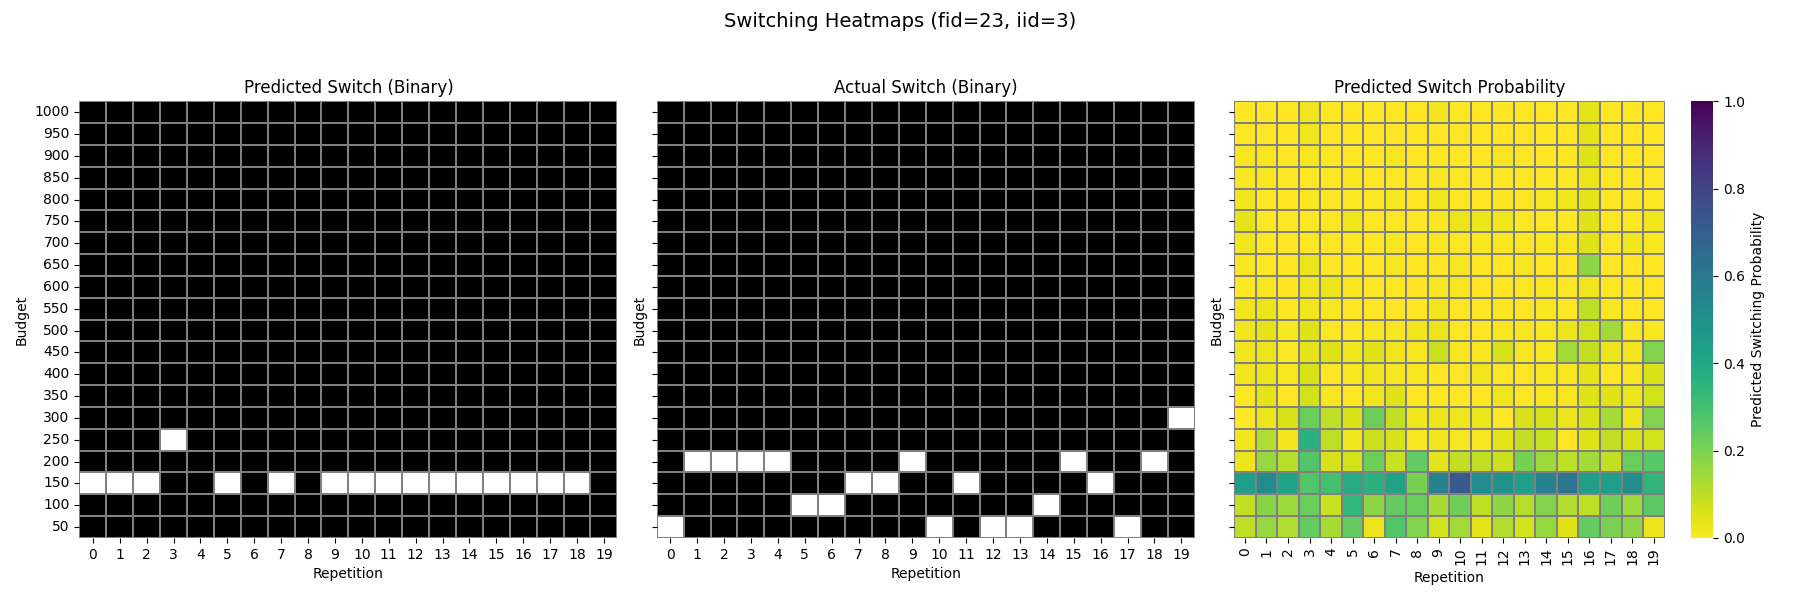 Switching Heatmaps (fid=23, iid=3)
Predicted Switch (Binary)
1000
950
900
850
800
750
700
650
600
550
500
450
400
350
300
250
200
150
100
50
Budget
0 1 2 3 4 5 6 7 8 9 10 11 12 13 14 15 16 17 18 19
Repetition
Actual Switch (Binary)
Budget
0 1 2 3 4 5 6 7 8 9 10 11 12 13 14 15 16 17 18 19
Repetition
Predicted Switch Probability
Budget
0 1 2 3 4 5 6 7 8 9 10 11 12 13 14 15 16 17 18 19
Repetition
1.0
0.8
0.6
0.4
0.2
0.0
Predicted Switching Probability